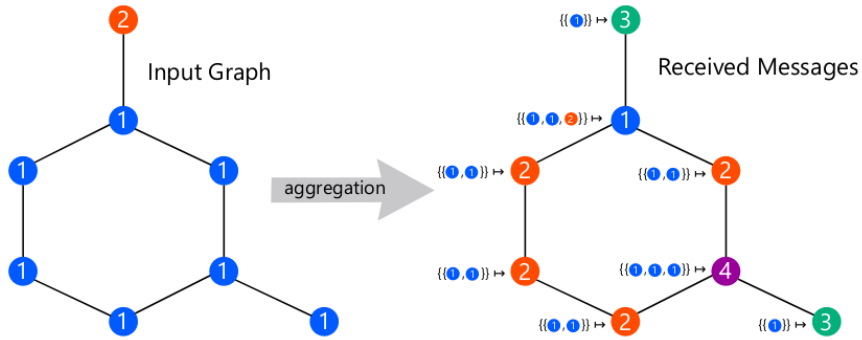 2
{{1}} ↦ 3
Input Graph
Received Messages
1
{{1,1,2}} ↦ 1
1
1
{{1,1}} ↦ 2
{{1,1}} ↦ 2
aggregation
1
1
{{1,1}} ↦ 2
{{1,1,1}} ↦ 4
1
1
{{1,1}} ↦ 2
{{1}} ↦ 3